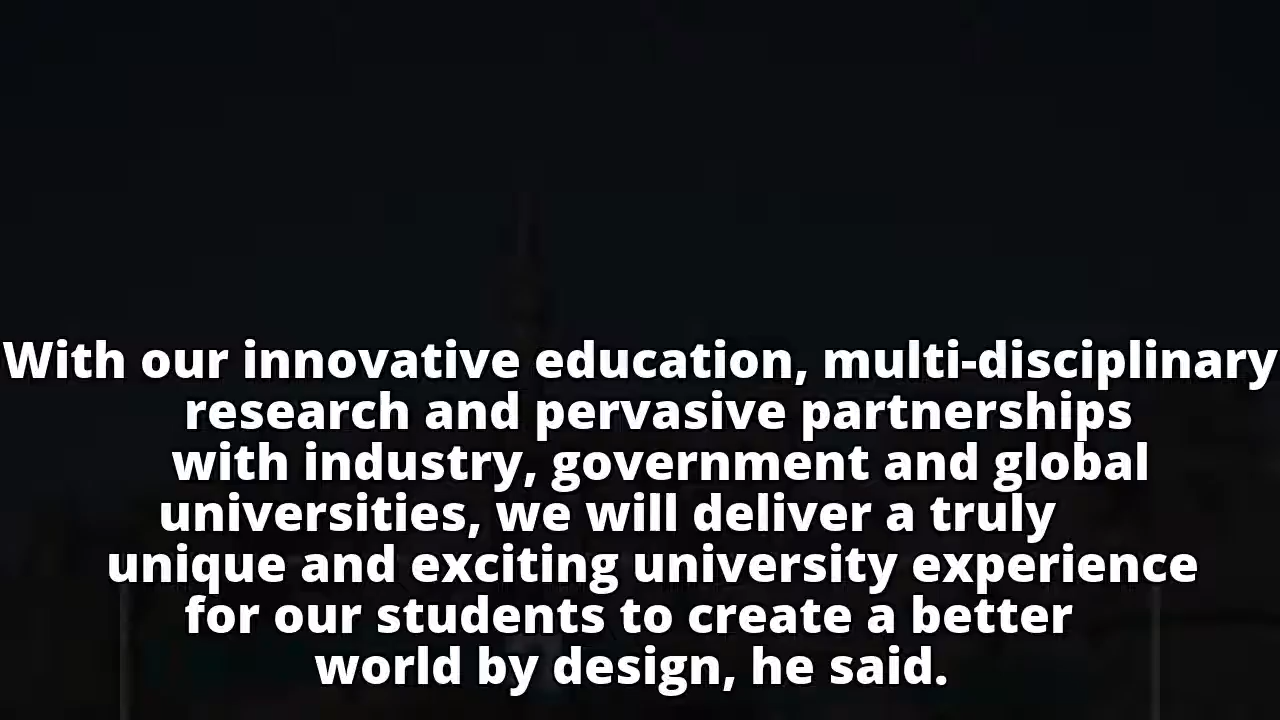 With our innovative education, multi-disciplinary
research and pervasive partnerships
with industry, government and global
universities, we will deliver a truly
unique and exciting university experience
for our students to create a better
world by design, he said.